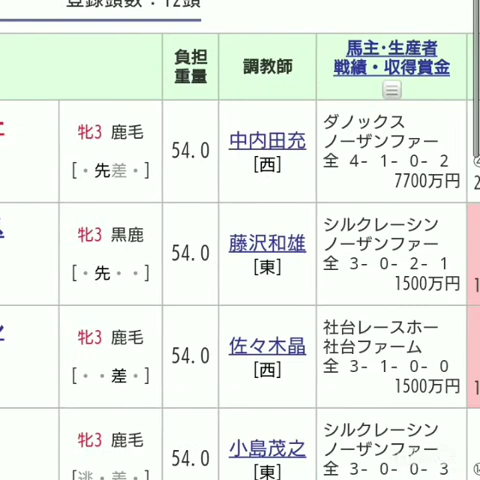 登録頭数：12頭
負担
重量
調教師
馬主･生産者
戦績・収得賞金
牝3 鹿毛
[・先差・]
54.0
中内田充
[西]
ダノックス
ノーザンファー
全 4- 1- 0- 2
7700万円
牝3 黒鹿
[・先・・]
54.0
藤沢和雄
[東]
シルクレーシン
ノーザンファー
全 3- 0- 2- 1
1500万円
牝3 鹿毛
[・・差・]
54.0
佐々木晶
[西]
社台レースホー
社台ファーム
全 3- 1- 0- 0
1500万円
牝3 鹿毛
[逃・差・]
54.0
小島茂之
[東]
シルクレーシン
ノーザンファー
全 3- 0- 0- 3